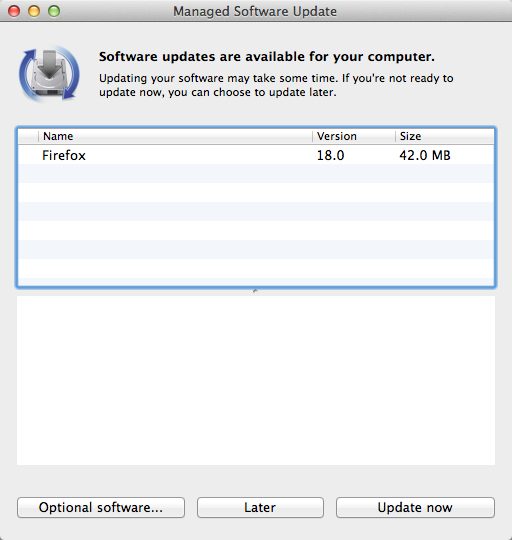 Managed Software Update
Software updates are available for your computer.
Updating your software may take some time. If you're not ready to
update now, you can choose to update later.
Name Version Size
Firefox 18.0 42.0 MB
Optional software... Later Update now